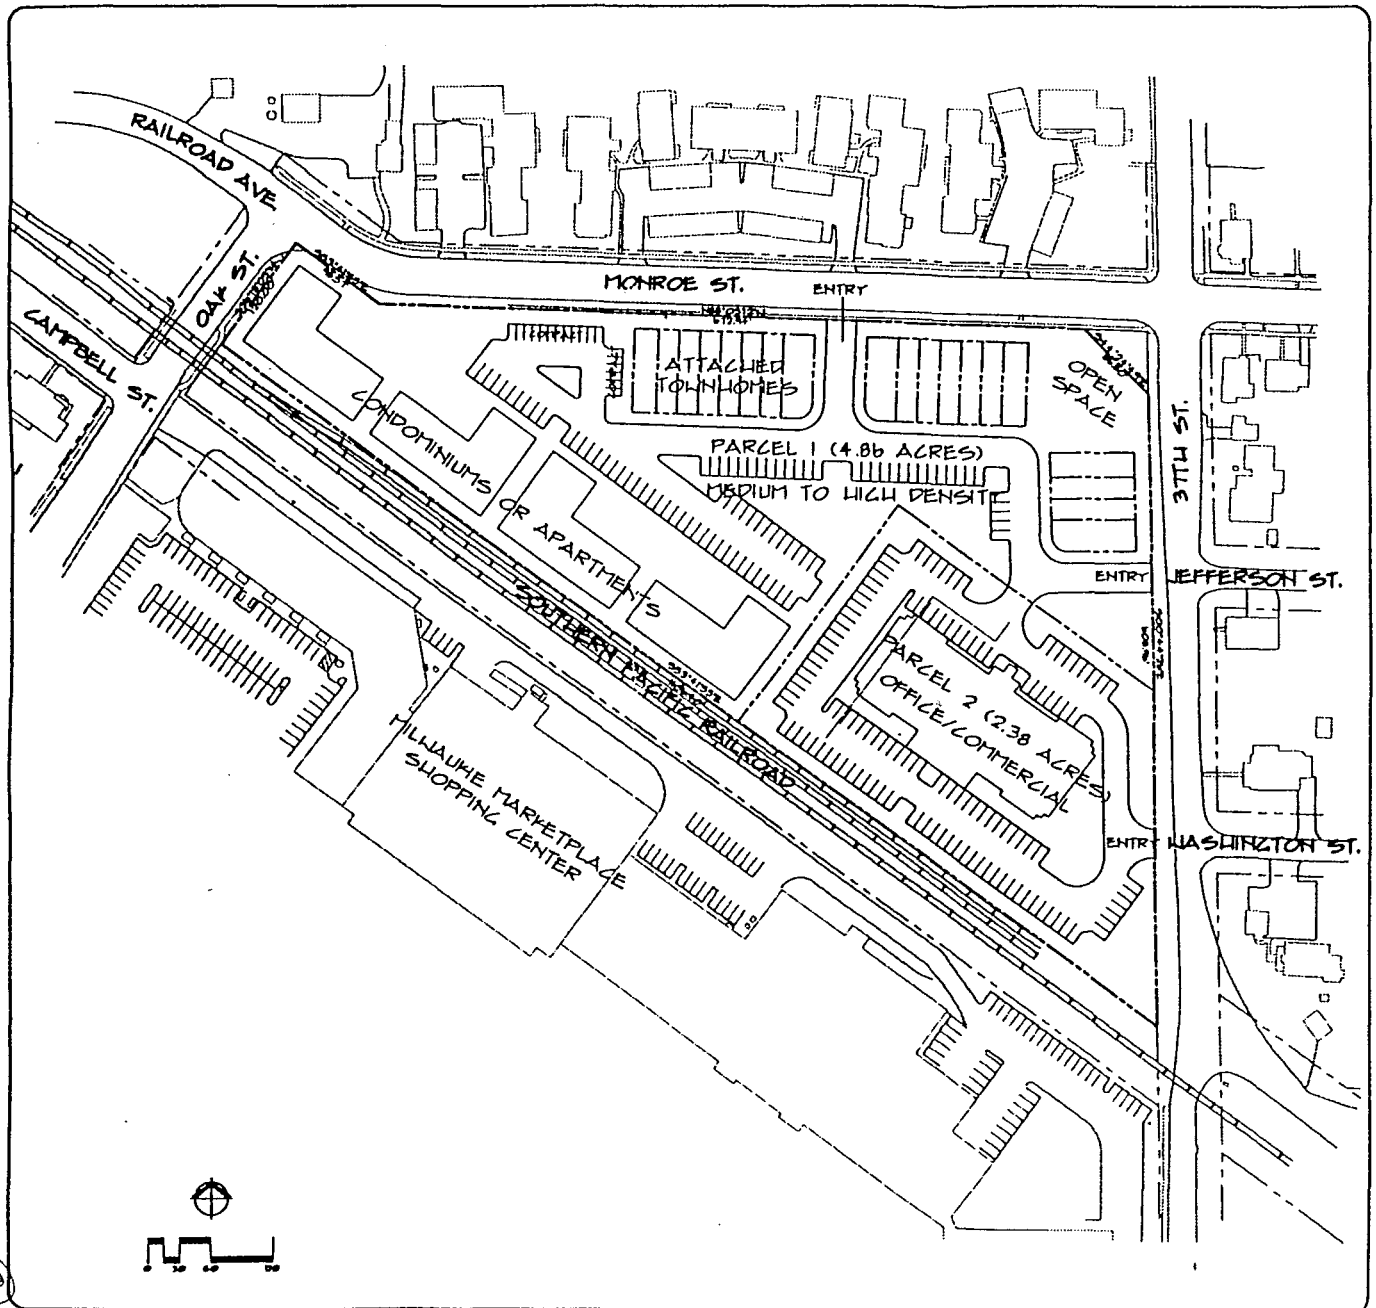 RAILROAD AVE.
OAK ST.
CAMPBELL ST.
MONROE ST.
ENTRY
ATTACHED
TOWNHOMES
OPEN
SPACE
37TH ST.
PARCEL 1 (4.86 ACRES)
MEDIUM TO HIGH DENSIT
CONDOMINIUMS OR APARTMENTS
ENTRY
JEFFERSON ST.
SOUTHERN PACIFIC RAILROAD
PARCEL 2 (2.38 ACRES)
OFFICE/COMMERCIAL
MILWAUKIE MARKETPLACE
SHOPPING CENTER
ENTRY
WASHINGTON ST.